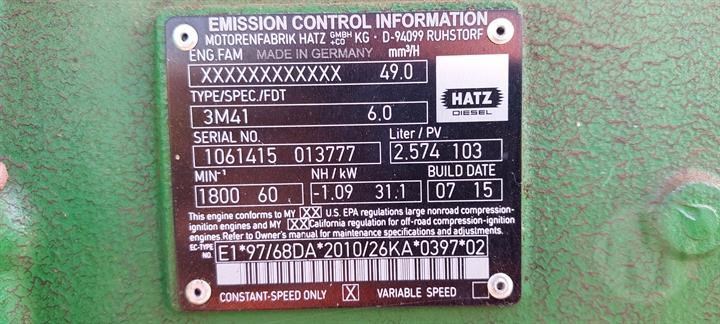 EMISSION CONTROL INFORMATION
MOTORENFABRIK HATZ GMBH +CO KG · D-94099 RUHSTORF
ENG.FAM MADE IN GERMANY mm³/H
XXXXXXXXXXXX 49.0
TYPE/SPEC./FDT
3M41 6.0
HATZ
DIESEL
SERIAL NO. Liter / PV
1061415 013777 2.574 103
MIN⁻¹ NH / kW BUILD DATE
1800 60 -1.09 31.1 07 15
This engine conforms to MY XX U.S. EPA regulations large nonroad compression-
ignition engines and MY XX California regulation for off-road compression-ignition
engines. Refer to Owner's manual for maintenance specifications and adjustments.
EC-TYPE NO. E1*97/68DA*2010/26KA*0397*02
CONSTANT-SPEED ONLY X VARIABLE SPEED